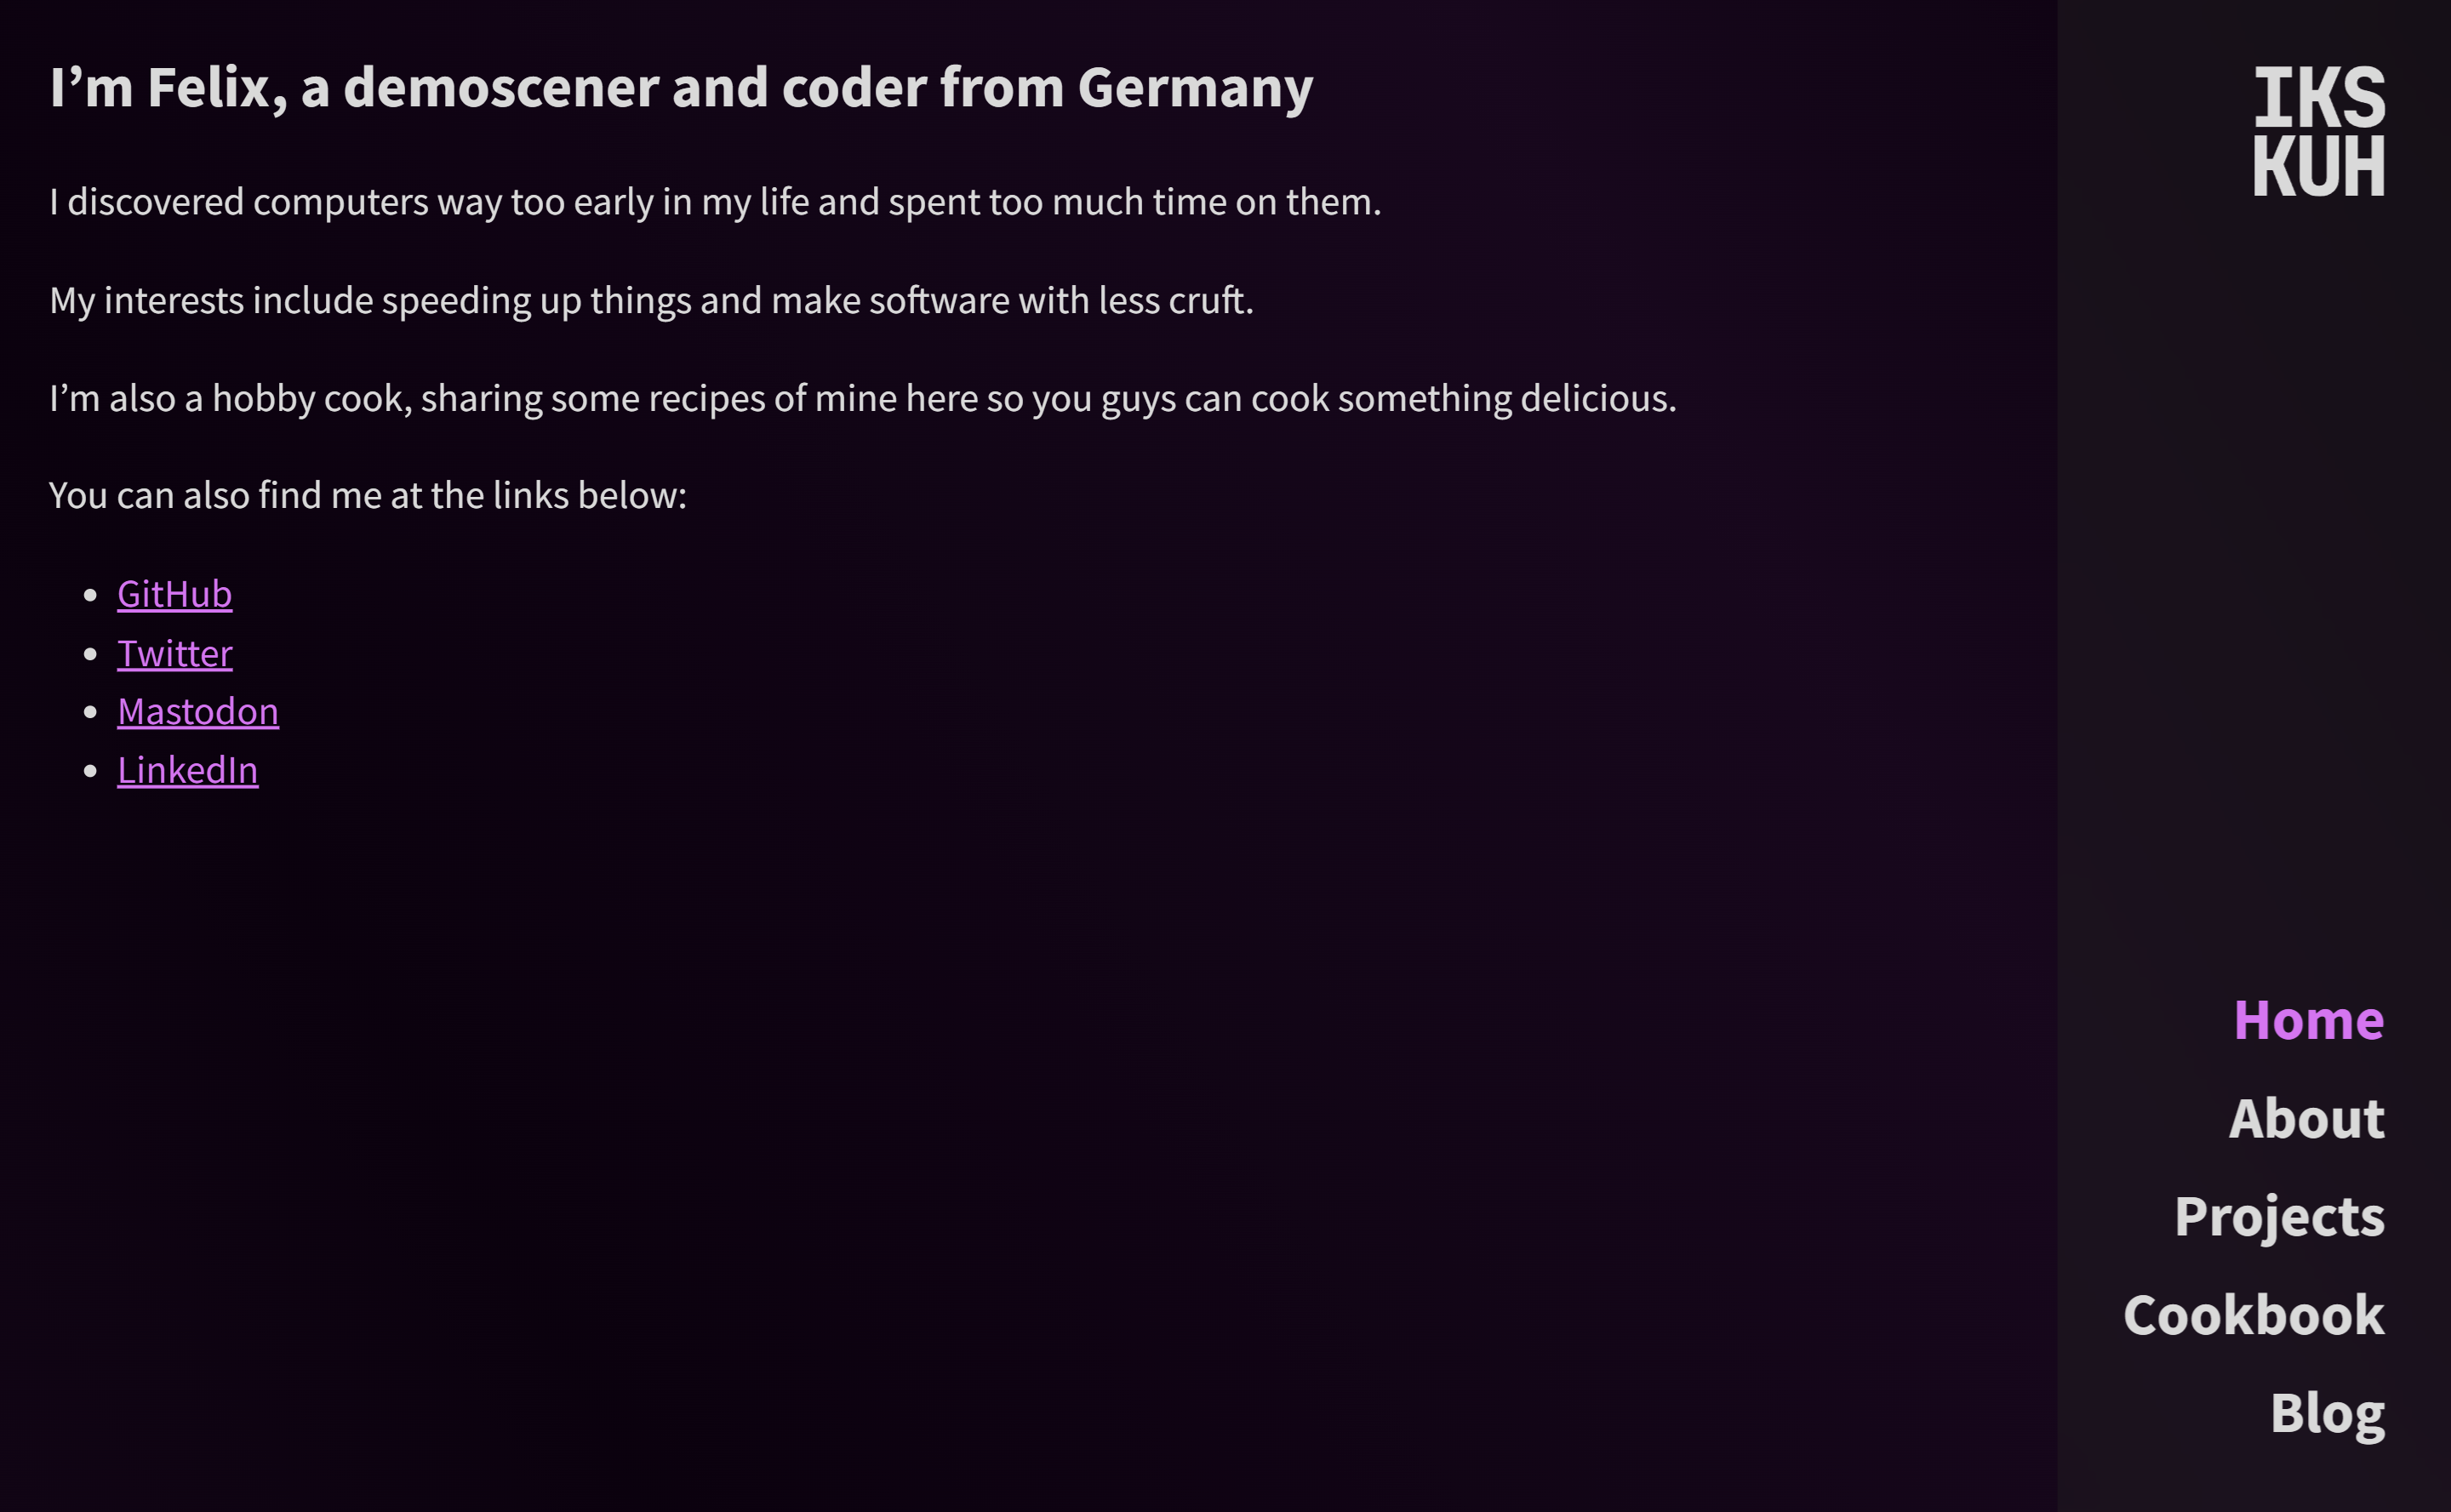 I’m Felix, a demoscener and coder from Germany
I discovered computers way too early in my life and spent too much time on them.
My interests include speeding up things and make software with less cruft.
I’m also a hobby cook, sharing some recipes of mine here so you guys can cook something delicious.
You can also find me at the links below:
GitHub
Twitter
Mastodon
LinkedIn
IKS
KUH
Home
About
Projects
Cookbook
Blog